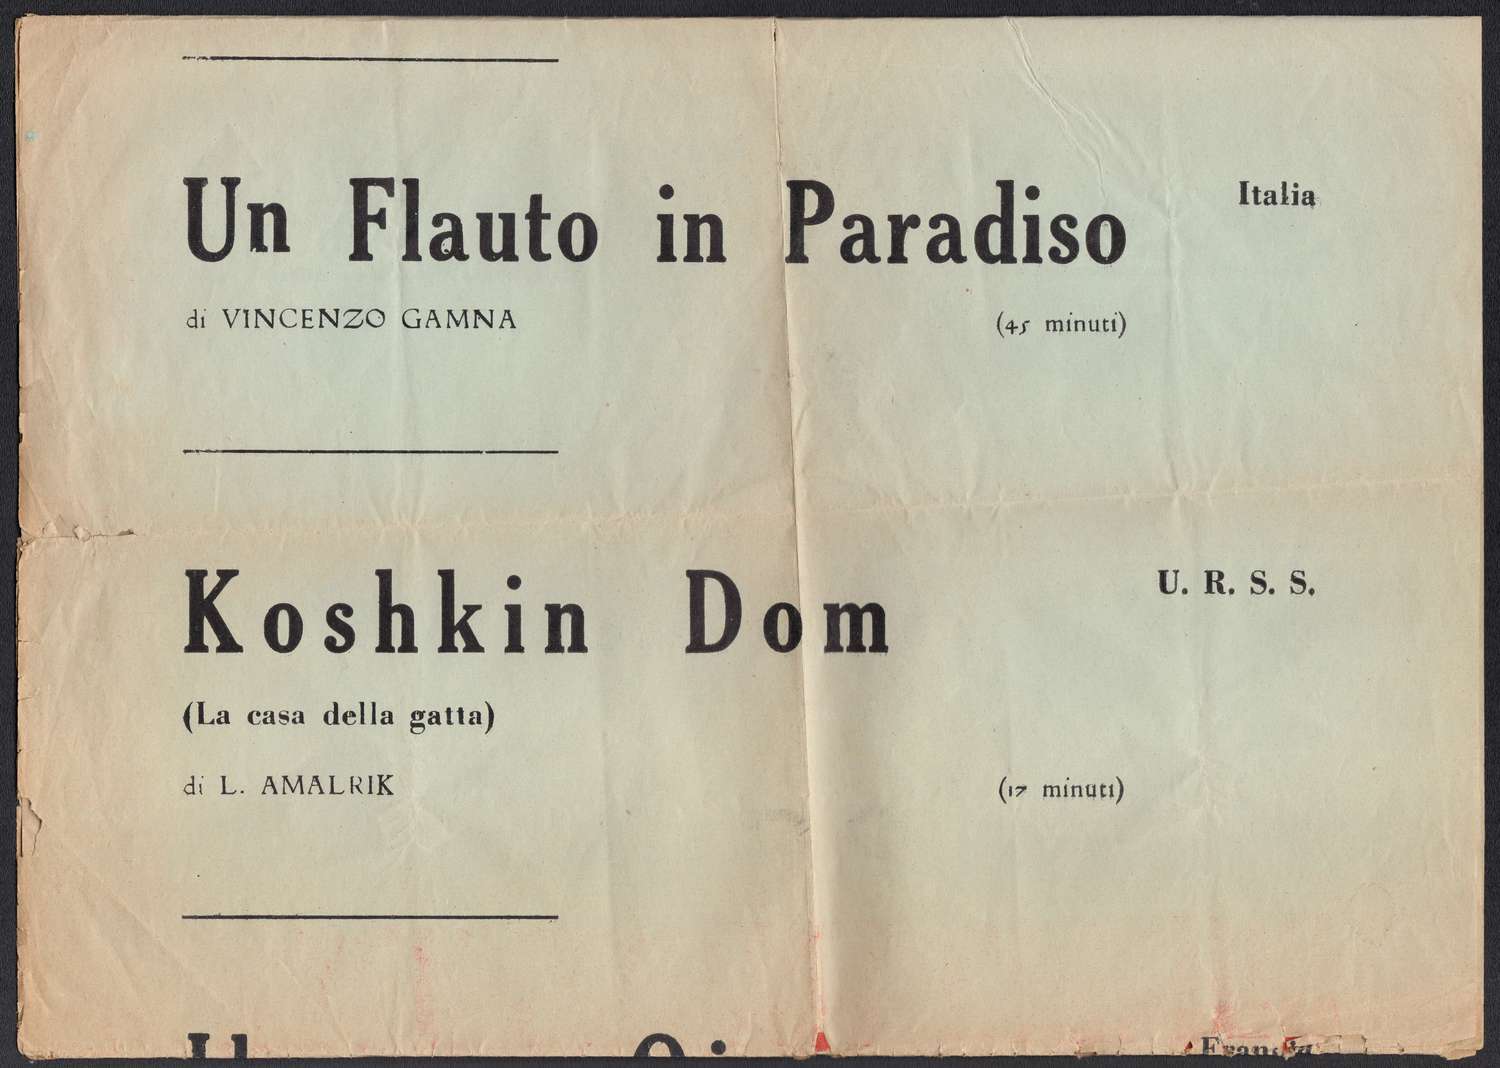 Un Flauto in Paradiso
Italia
di VINCENZO GAMNA
(45 minuti)
Koshkin Dom
U. R. S. S.
(La casa della gatta)
di L. AMALRIK
(17 minuti)
Francia